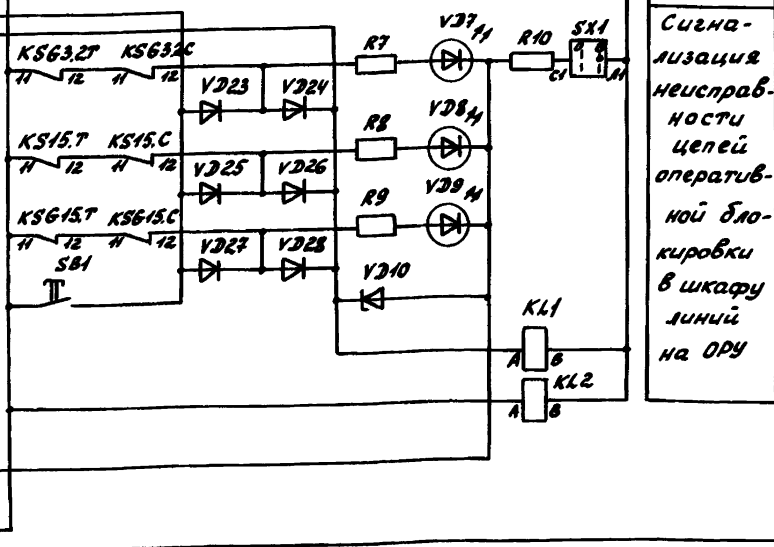 KSG3.2T KSG3.2C R7 VD7 R10 SX1
11 12 11 12 C1 Л1
VD23 VD24
KS15.T KS15.C R8 VD8
11 12 11 12
VD25 VD26
KSG15.T KSG15.C R9 VD9
11 12 11 12
VD27 VD28
SB1
VD10
KL1
A B
KL2
A B
Сигна-
лизация
неисправ-
ности
цепей
оператив-
ной бло-
кировки
в шкафу
линий
на ОРУ